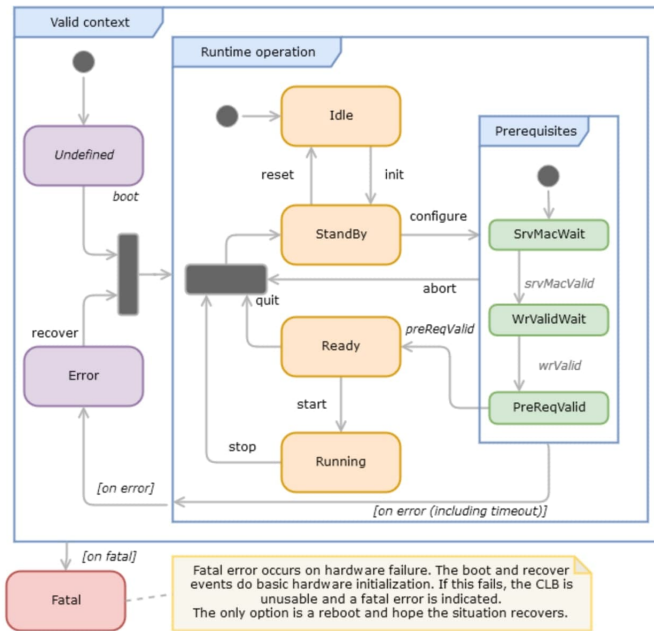 Valid context
Runtime operation
Idle
Prerequisites
Undefined
reset
init
boot
StandBy
configure
SrvMacWait
srvMacValid
abort
quit
WrValidWait
recover
preReqValid
Ready
wrValid
Error
start
PreReqValid
stop
Running
[on error]
[on error (including timeout)]
[on fatal]
Fatal
Fatal error occurs on hardware failure. The boot and recover
events do basic hardware initialization. If this fails, the CLB is
unusable and a fatal error is indicated.
The only option is a reboot and hope the situation recovers.